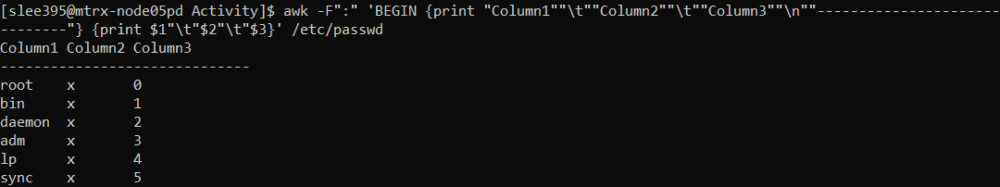 [slee395@mtrx-node05pd Activity]$ awk -F":" 'BEGIN {print "Column1""\t""Column2""\t""Column3""\n""----------------------
--------"} {print $1"\t"$2"\t"$3}' /etc/passwd
Column1 Column2 Column3
------------------------------
root    x       0
bin     x       1
daemon  x       2
adm     x       3
lp      x       4
sync    x       5